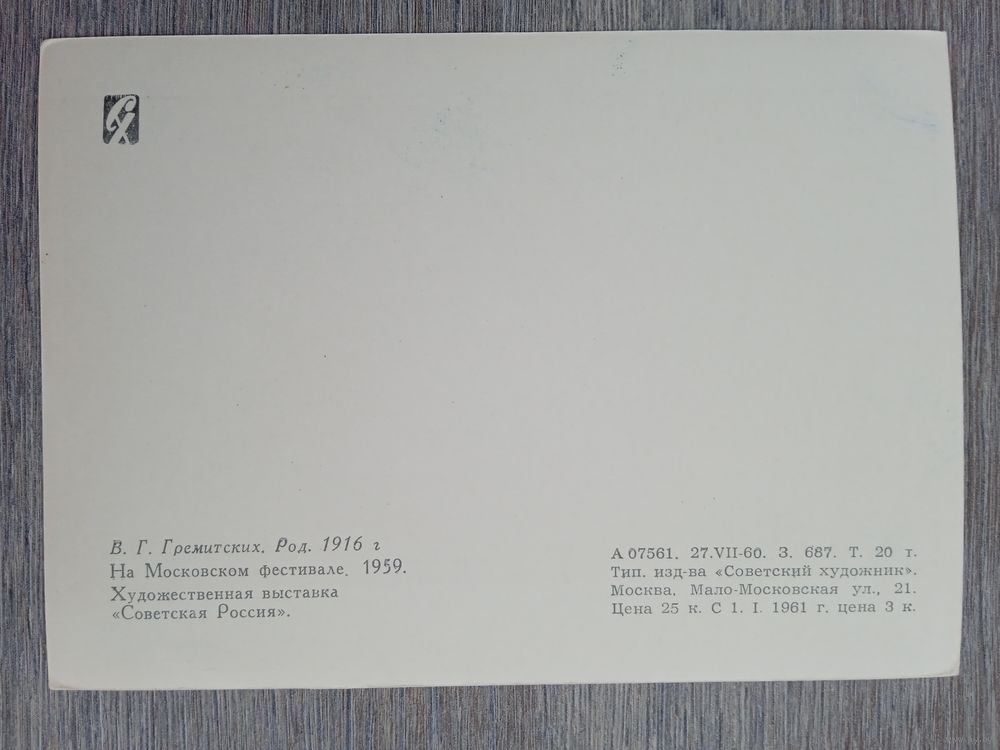 СХ
В. Г. Гремитских. Род. 1916 г
На Московском фестивале. 1959.
Художественная выставка
«Советская Россия».
А 07561. 27.VII-60. З. 687. Т. 20 т.
Тип. изд-ва «Советский художник».
Москва, Мало-Московская ул., 21.
Цена 25 к. С 1. I. 1961 г. цена 3 к.